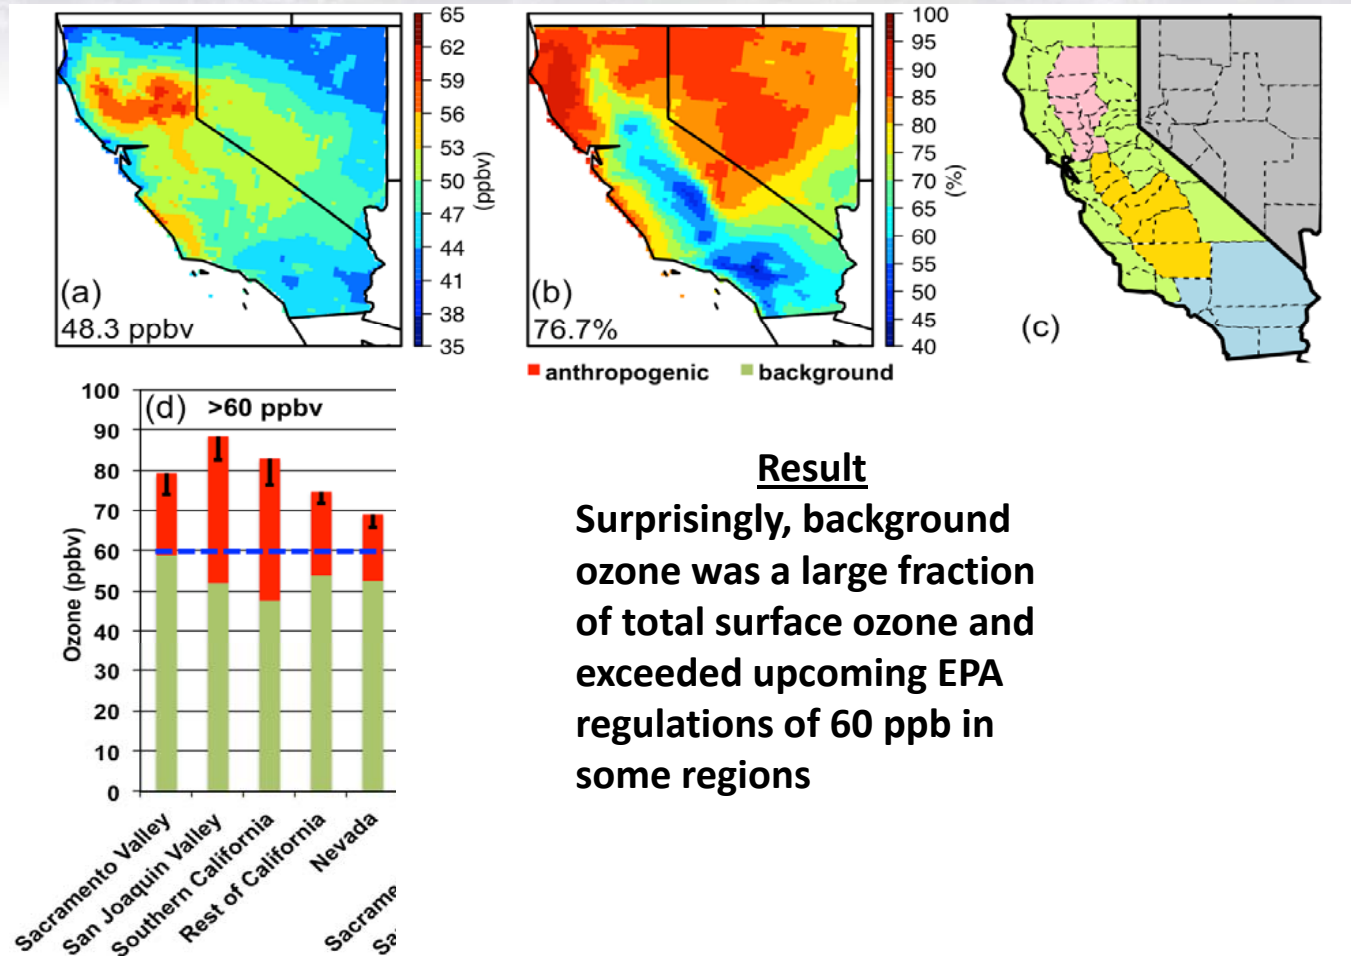 65
62
59
56
53
50
47
44
41
38
35
(ppbv)
(a)
48.3 ppbv
100
95
90
85
80
75
70
65
60
55
50
45
40
(%)
(b)
76.7%
(c)
anthropogenic background
(d) >60 ppbv
100
90
80
70
60
50
40
30
20
10
0
Ozone (ppbv)
Sacramento Valley
San Joaquin Valley
Southern California
Rest of California
Nevada
Result
Surprisingly, background
ozone was a large fraction
of total surface ozone and
exceeded upcoming EPA
regulations of 60 ppb in
some regions